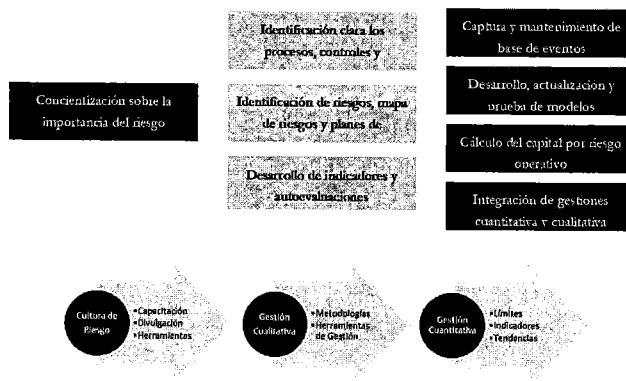 Concientización sobre la
importancia del riesgo
Identificación clara los
procesos, controles y
Identificación de riesgos, mapa
de riesgos y planes de
Desarrollo de indicadores y
autoevaluaciones
Captura y mantenimiento de
base de eventos
Desarrollo, actualización y
prueba de modelos
Cálculo del capital por riesgo
operativo
Integración de gestiones
cuantitativa y cualitativa
Cultura de
Riesgo
•Capacitación
•Divulgación
•Herramientas
Gestión
Cualitativa
•Metodologías
•Herramientas
de Gestión
Gestión
Cuantitativa
•Límites
•Indicadores
•Tendencias